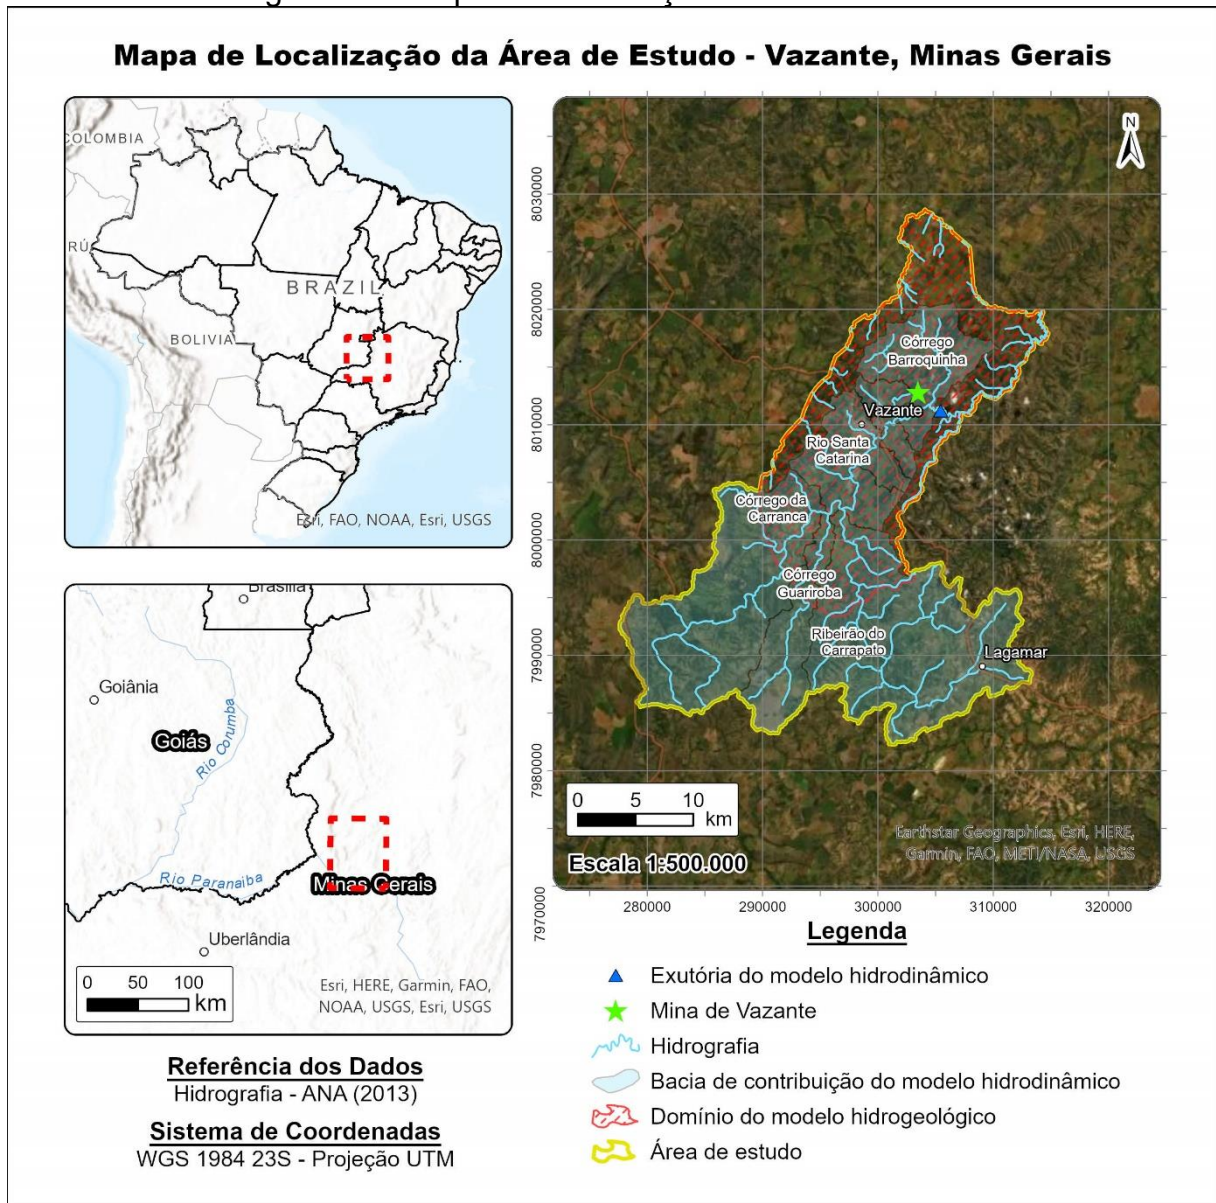 Mapa de Localização da Área de Estudo - Vazante, Minas Gerais
COLOMBIA
RÚ
BRAZIL
BOLIVIA
Esri, FAO, NOAA, Esri, USGS
Brasília
Goiânia
Goiás
Rio Corumba
Rio Paranaiba
Minas Gerais
Uberlândia
0 50 100
km
Esri, HERE, Garmin, FAO,
NOAA, USGS, Esri, USGS
Referência dos Dados
Hidrografia - ANA (2013)
Sistema de Coordenadas
WGS 1984 23S - Projeção UTM
N
8030000
8020000
8010000
8000000
7990000
7980000
7970000
Córrego
Barroquinha
Vazante
Rio Santa
Catarina
Córrego da
Carranca
Córrego
Guariroba
Ribeirão do
Carrapato
Lagamar
0 5 10
km
Escala 1:500.000
Earthstar Geographics, Esri, HERE,
Garmin, FAO, METI/NASA, USGS
280000 290000 300000 310000 320000
Legenda
Exutória do modelo hidrodinâmico
Mina de Vazante
Hidrografia
Bacia de contribuição do modelo hidrodinâmico
Domínio do modelo hidrogeológico
Área de estudo